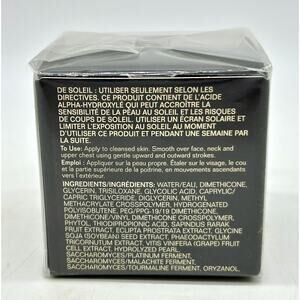 DE SOLEIL : UTILISER SEULEMENT SELON LES
DIRECTIVES. CE PRODUIT CONTIENT DE L'ACIDE
ALPHA-HYDROXYLÉ QUI PEUT ACCROÎTRE LA
SENSIBILITÉ DE LA PEAU AU SOLEIL ET LES RISQUES
DE COUPS DE SOLEIL. UTILISER UN ÉCRAN SOLAIRE ET
LIMITER L'EXPOSITION AU SOLEIL AU MOMENT
D'UTILISER CE PRODUIT ET PENDANT UNE SEMAINE PAR
LA SUITE.
To Use: Apply to cleansed skin. Smooth over face, neck and
upper chest using gentle upward and outward strokes.
Emploi : Appliquer sur la peau propre. Étaler sur le visage, le cou
et la partie supérieure de la poitrine, en mouvements ascendants
vers l'extérieur.
INGREDIENTS/INGRÉDIENTS: WATER/EAU, DIMETHICONE,
GLYCERIN, TRISILOXANE, GLYCOLIC ACID, CAPRYLIC/
CAPRIC TRIGLYCERIDE, DIGLYCERIN, METHYL
METHACRYLATE CROSSPOLYMER, HYDROGENATED
POLYISOBUTENE, PEG/PPG-19/19 DIMETHICONE,
DIMETHICONE/VINYL DIMETHICONE CROSSPOLYMER,
PHYTOL, THIODIPROPIONIC ACID, SAPINDUS RARAK
FRUIT EXTRACT, ECLIPTA PROSTRATA EXTRACT, GLYCINE
SOJA (SOYBEAN) SEED EXTRACT, PHAEODACTYLUM
TRICORNUTUM EXTRACT, VITIS VINIFERA (GRAPE) FRUIT
CELL EXTRACT, HYDROLYZED PEARL,
SACCHAROMYCES/PLATINUM FERMENT,
SACCHAROMYCES/MALACHITE FERMENT,
SACCHAROMYCES/TOURMALINE FERMENT, ORYZANOL,